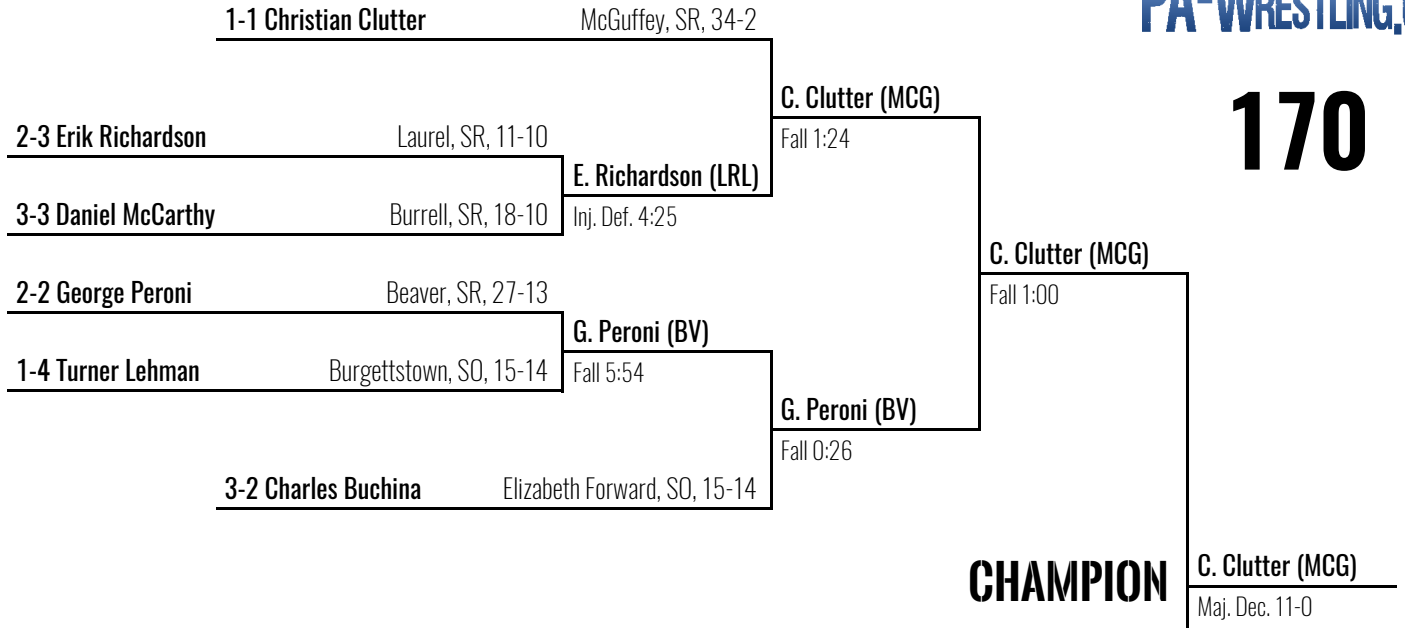 PA-WRESTLING.
170
1-1 Christian Clutter McGuffey, SR, 34-2
C. Clutter (MCG)
Fall 1:24
2-3 Erik Richardson Laurel, SR, 11-10
E. Richardson (LRL)
Inj. Def. 4:25
3-3 Daniel McCarthy Burrell, SR, 18-10
C. Clutter (MCG)
Fall 1:00
2-2 George Peroni Beaver, SR, 27-13
G. Peroni (BV)
Fall 5:54
1-4 Turner Lehman Burgettstown, SO, 15-14
G. Peroni (BV)
Fall 0:26
3-2 Charles Buchina Elizabeth Forward, SO, 15-14
CHAMPION
C. Clutter (MCG)
Maj. Dec. 11-0